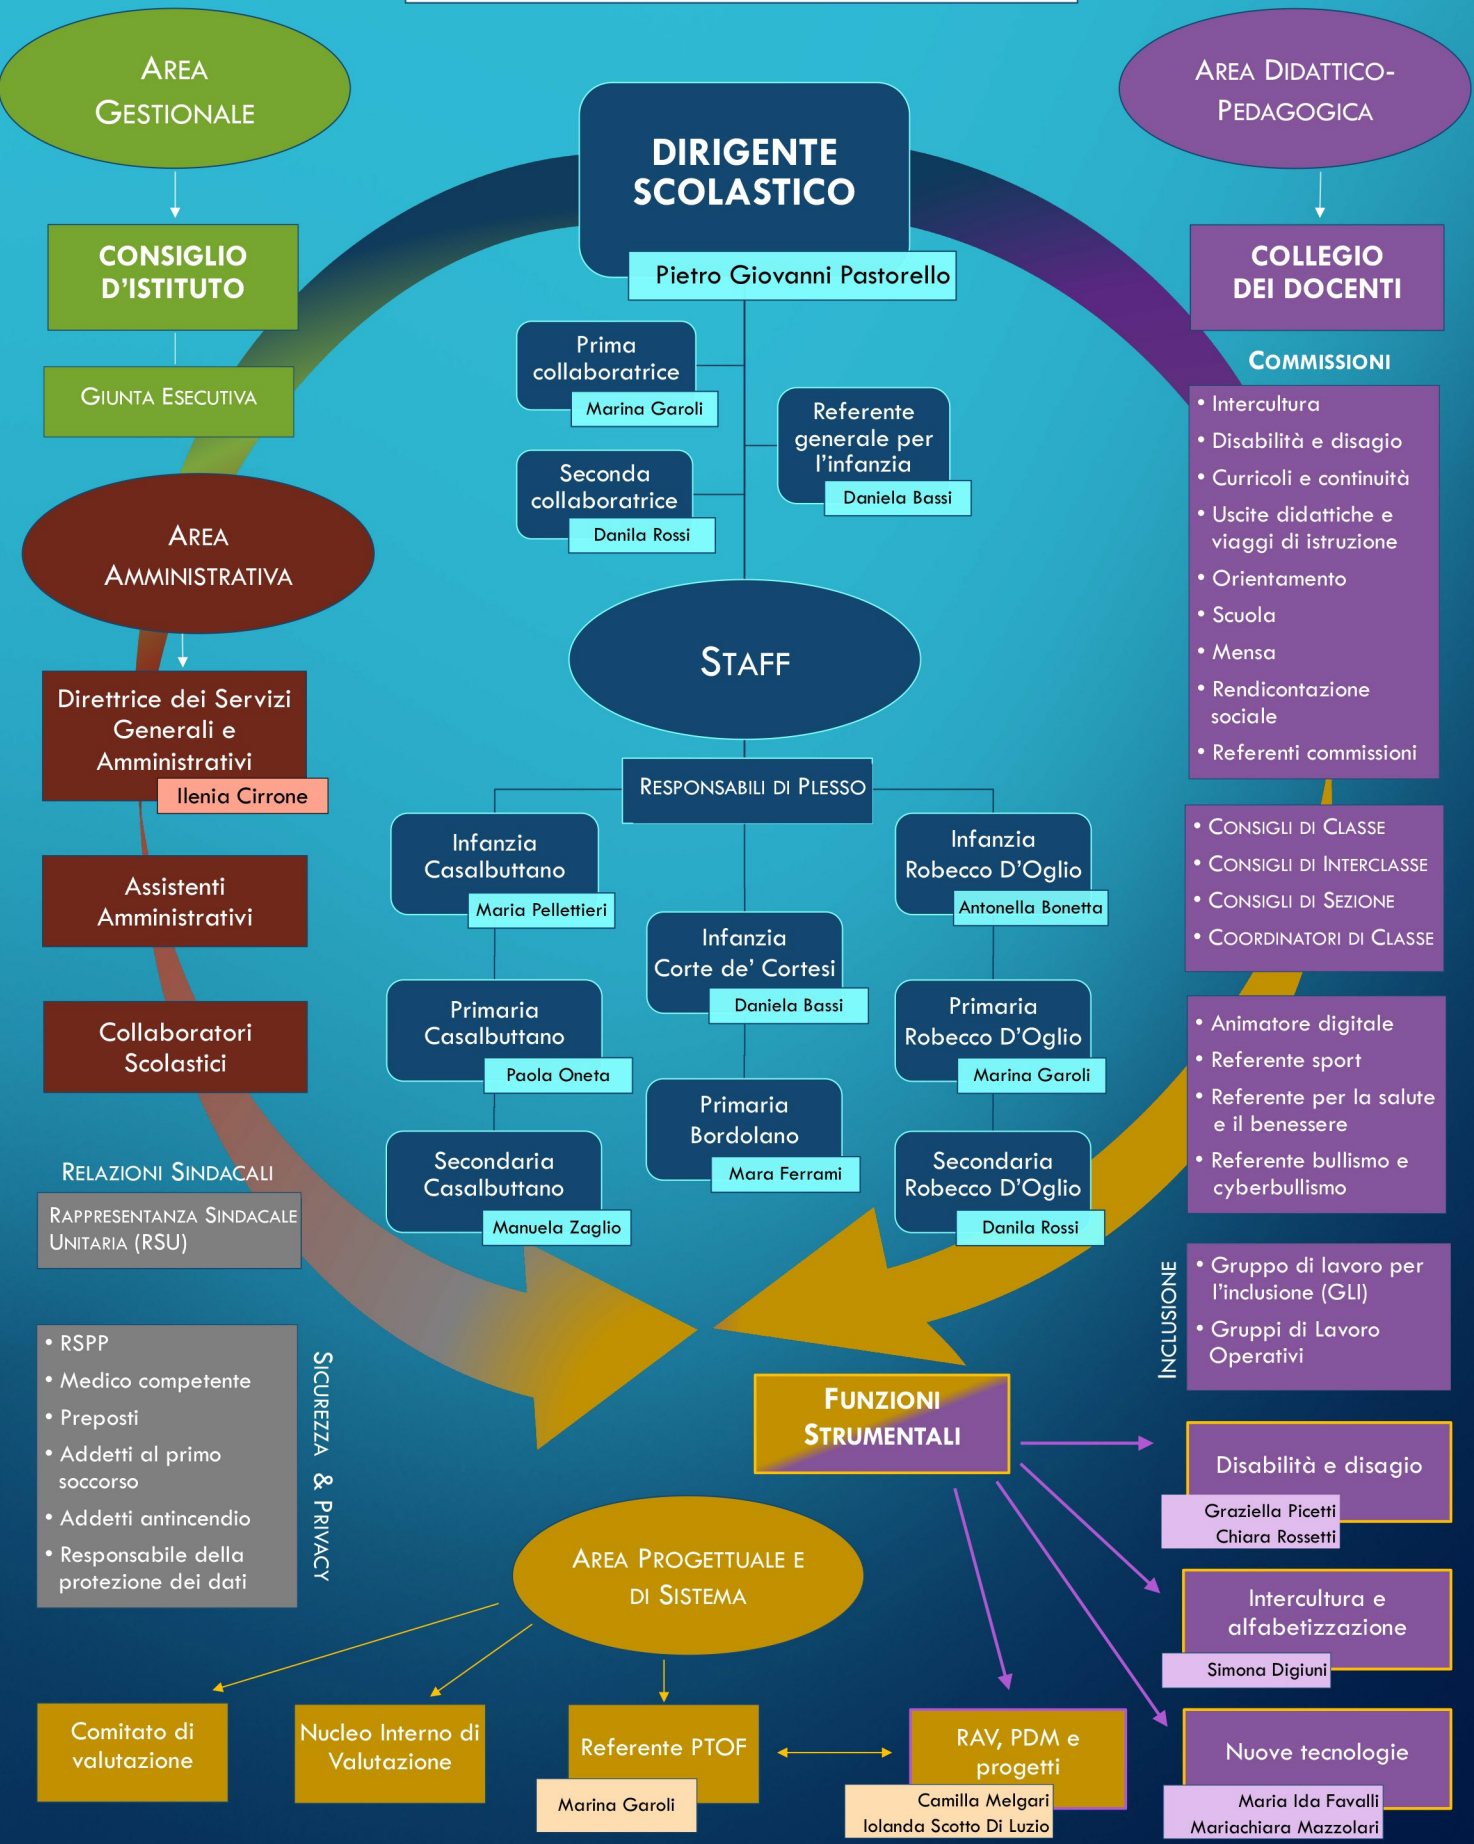 AREA
GESTIONALE
CONSIGLIO
D'ISTITUTO
GIUNTA ESECUTIVA
AREA
AMMINISTRATIVA
Direttrice dei Servizi
Generali e
Amministrativi
Ilenia Cirrone
Assistenti
Amministrativi
Collaboratori
Scolastici
RELAZIONI SINDACALI
RAPPRESENTANZA SINDACALE
UNITARIA (RSU)
• RSPP
• Medico competente
• Preposti
• Addetti al primo
soccorso
• Addetti antincendio
• Responsabile della
protezione dei dati
SICUREZZA & PRIVACY
DIRIGENTE
SCOLASTICO
Pietro Giovanni Pastorello
Prima
collaboratrice
Marina Garoli
Referente
generale per
l'infanzia
Daniela Bassi
Seconda
collaboratrice
Danila Rossi
STAFF
RESPONSABILI DI PLESSO
Infanzia
Casalbuttano
Maria Pellettieri
Primaria
Casalbuttano
Paola Oneta
Secondaria
Casalbuttano
Manuela Zaglio
Infanzia
Corte de' Cortesi
Daniela Bassi
Primaria
Bordolano
Mara Ferrami
Infanzia
Robecco D'Oglio
Antonella Bonetta
Primaria
Robecco D'Oglio
Marina Garoli
Secondaria
Robecco D'Oglio
Danila Rossi
AREA DIDATTICO-
PEDAGOGICA
COLLEGIO
DEI DOCENTI
COMMISSIONI
• Intercultura
• Disabilità e disagio
• Curricoli e continuità
• Uscite didattiche e
viaggi di istruzione
• Orientamento
• Scuola
• Mensa
• Rendicontazione
sociale
• Referenti commissioni
• CONSIGLI DI CLASSE
• CONSIGLI DI INTERCLASSE
• CONSIGLI DI SEZIONE
• COORDINATORI DI CLASSE
• Animatore digitale
• Referente sport
• Referente per la salute
e il benessere
• Referente bullismo e
cyberbullismo
INCLUSIONE
• Gruppo di lavoro per
l'inclusione (GLI)
• Gruppi di Lavoro
Operativi
FUNZIONI
STRUMENTALI
Disabilità e disagio
Graziella Picetti
Chiara Rossetti
Intercultura e
alfabetizzazione
Simona Digiuni
Nuove tecnologie
Maria Ida Favalli
Mariachiara Mazzolari
AREA PROGETTUALE E
DI SISTEMA
Comitato di
valutazione
Nucleo Interno di
Valutazione
Referente PTOF
Marina Garoli
RAV, PDM e
progetti
Camilla Melgari
Iolanda Scotto Di Luzio